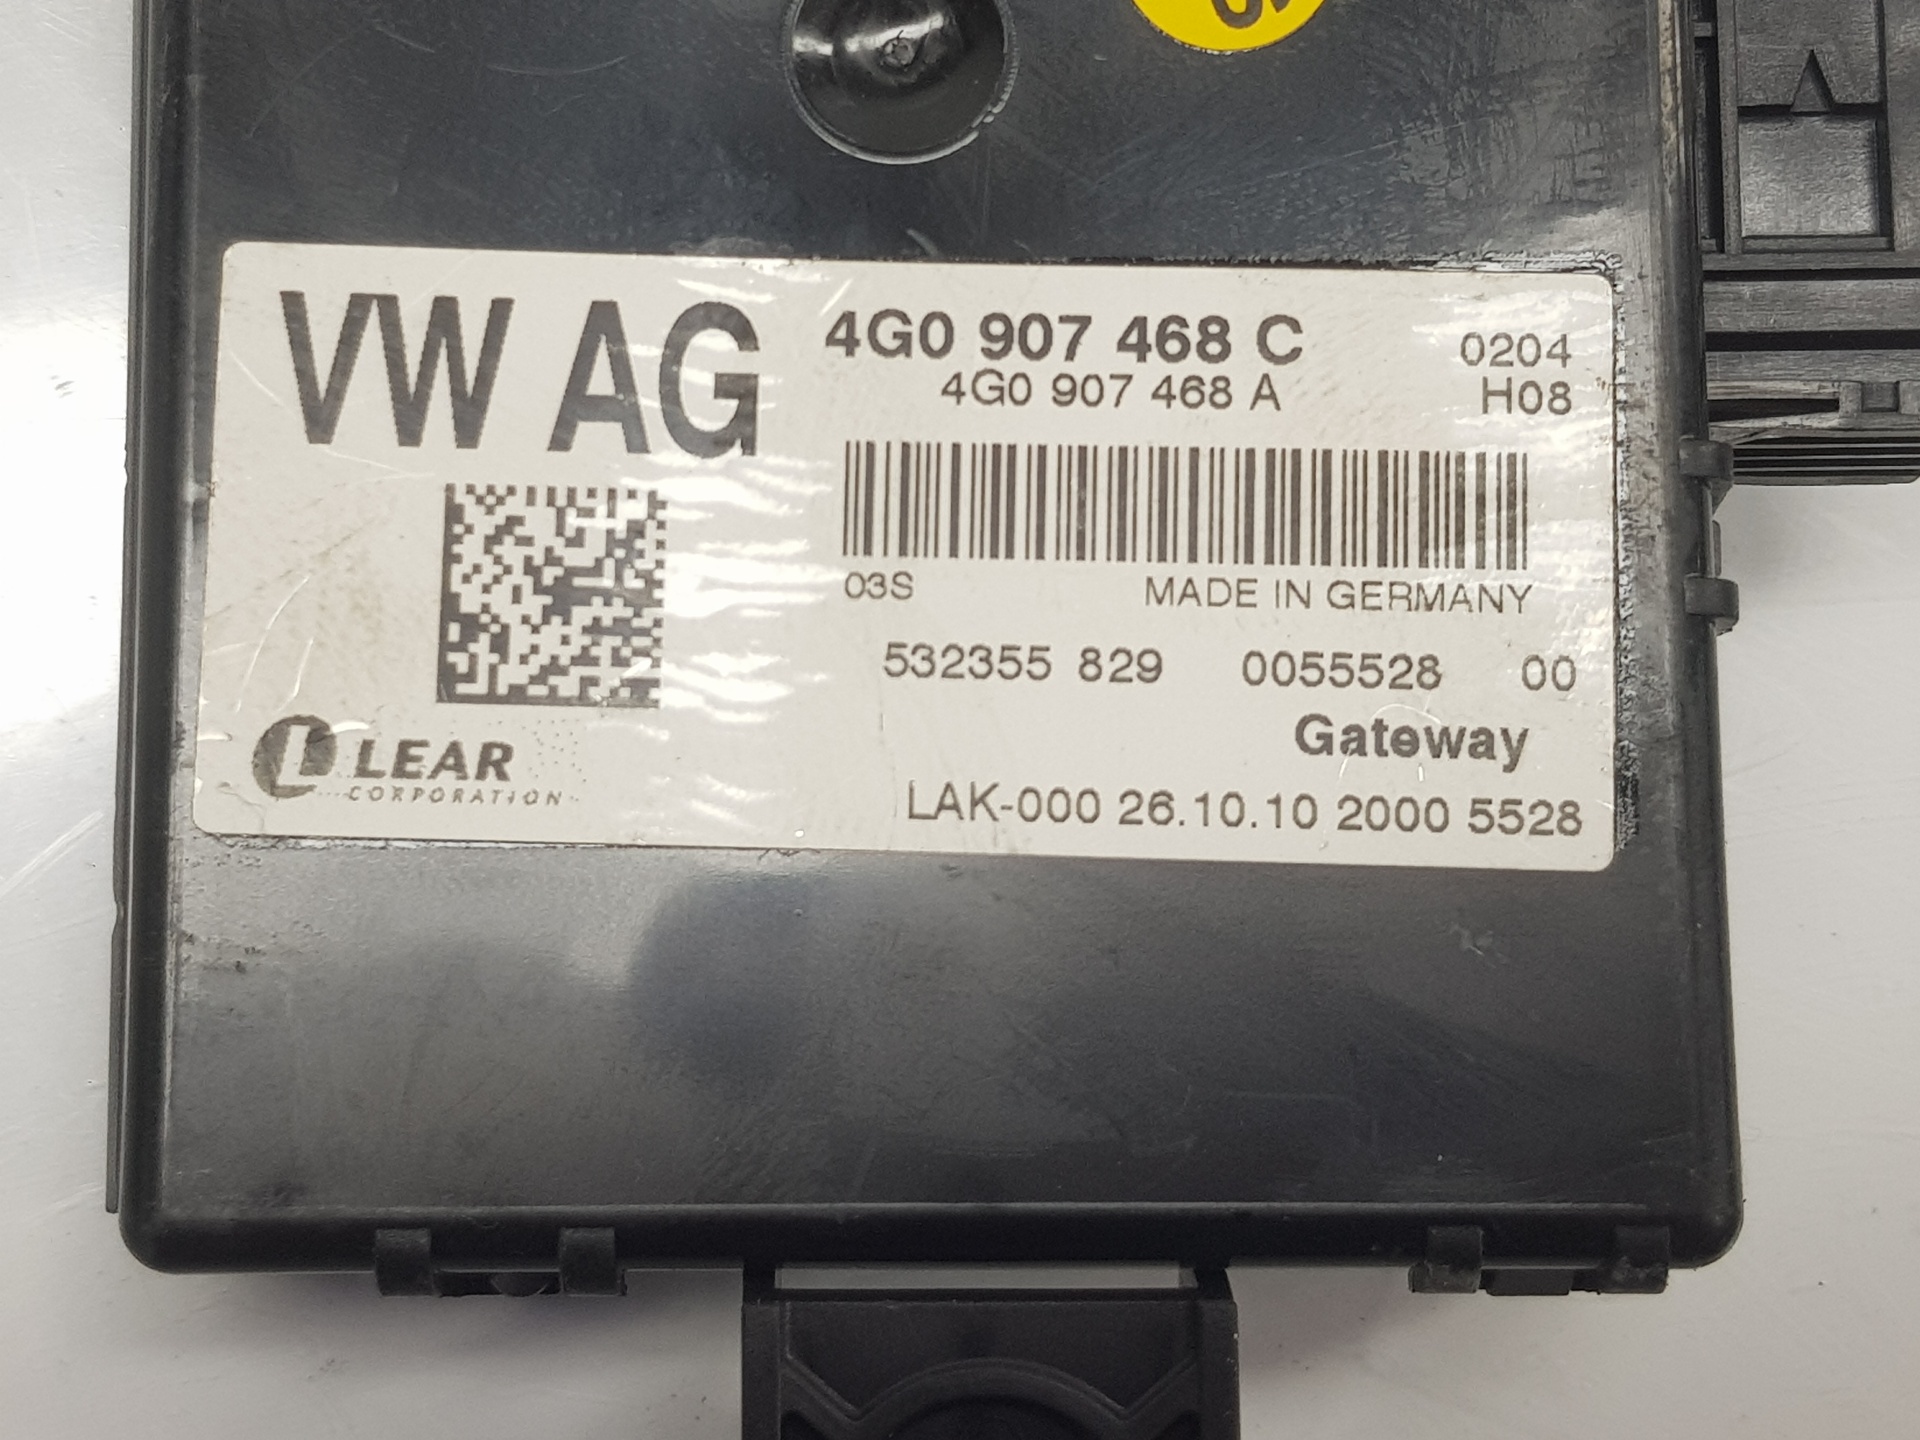 VW AG
4G0 907 468 C
0204
4G0 907 468 A
H08
03S
MADE IN GERMANY
532355 829 0055528 00
Gateway
LEAR
CORPORATION
LAK-000 26.10.10 2000 5528